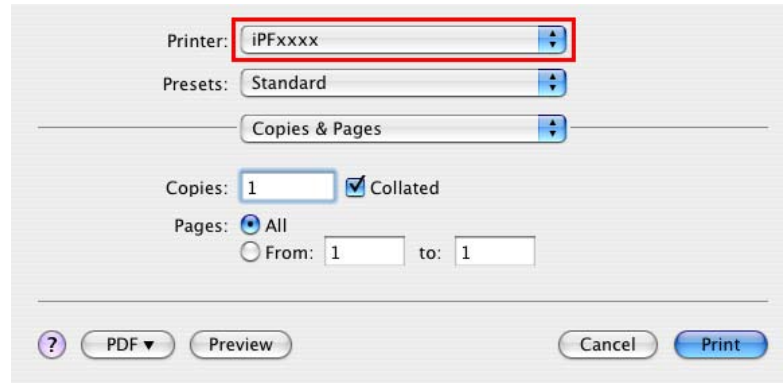 Printer: iPFxxxx
Presets: Standard
Copies & Pages
Copies: 1 Collated
Pages: All
From: 1 to: 1
? PDF▼ Preview Cancel Print